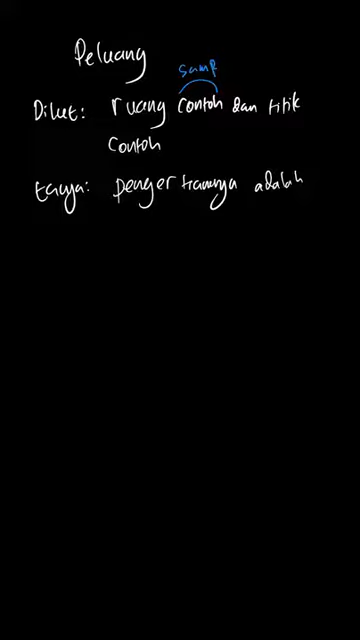 Peluang
samp
Diket: ruang contoh dan titik
contoh
tanya: pengertiannya adalah